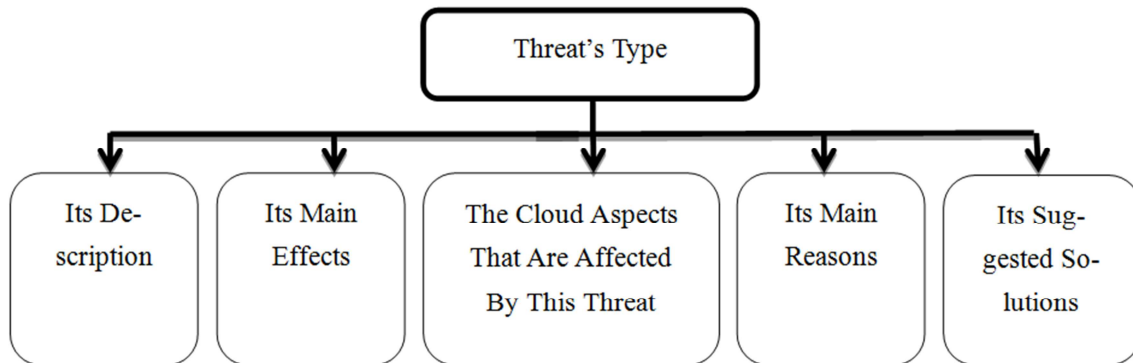 Threat’s Type
Its De-
scription
Its Main
Effects
The Cloud Aspects
That Are Affected
By This Threat
Its Main
Reasons
Its Sug-
gested So-
lutions